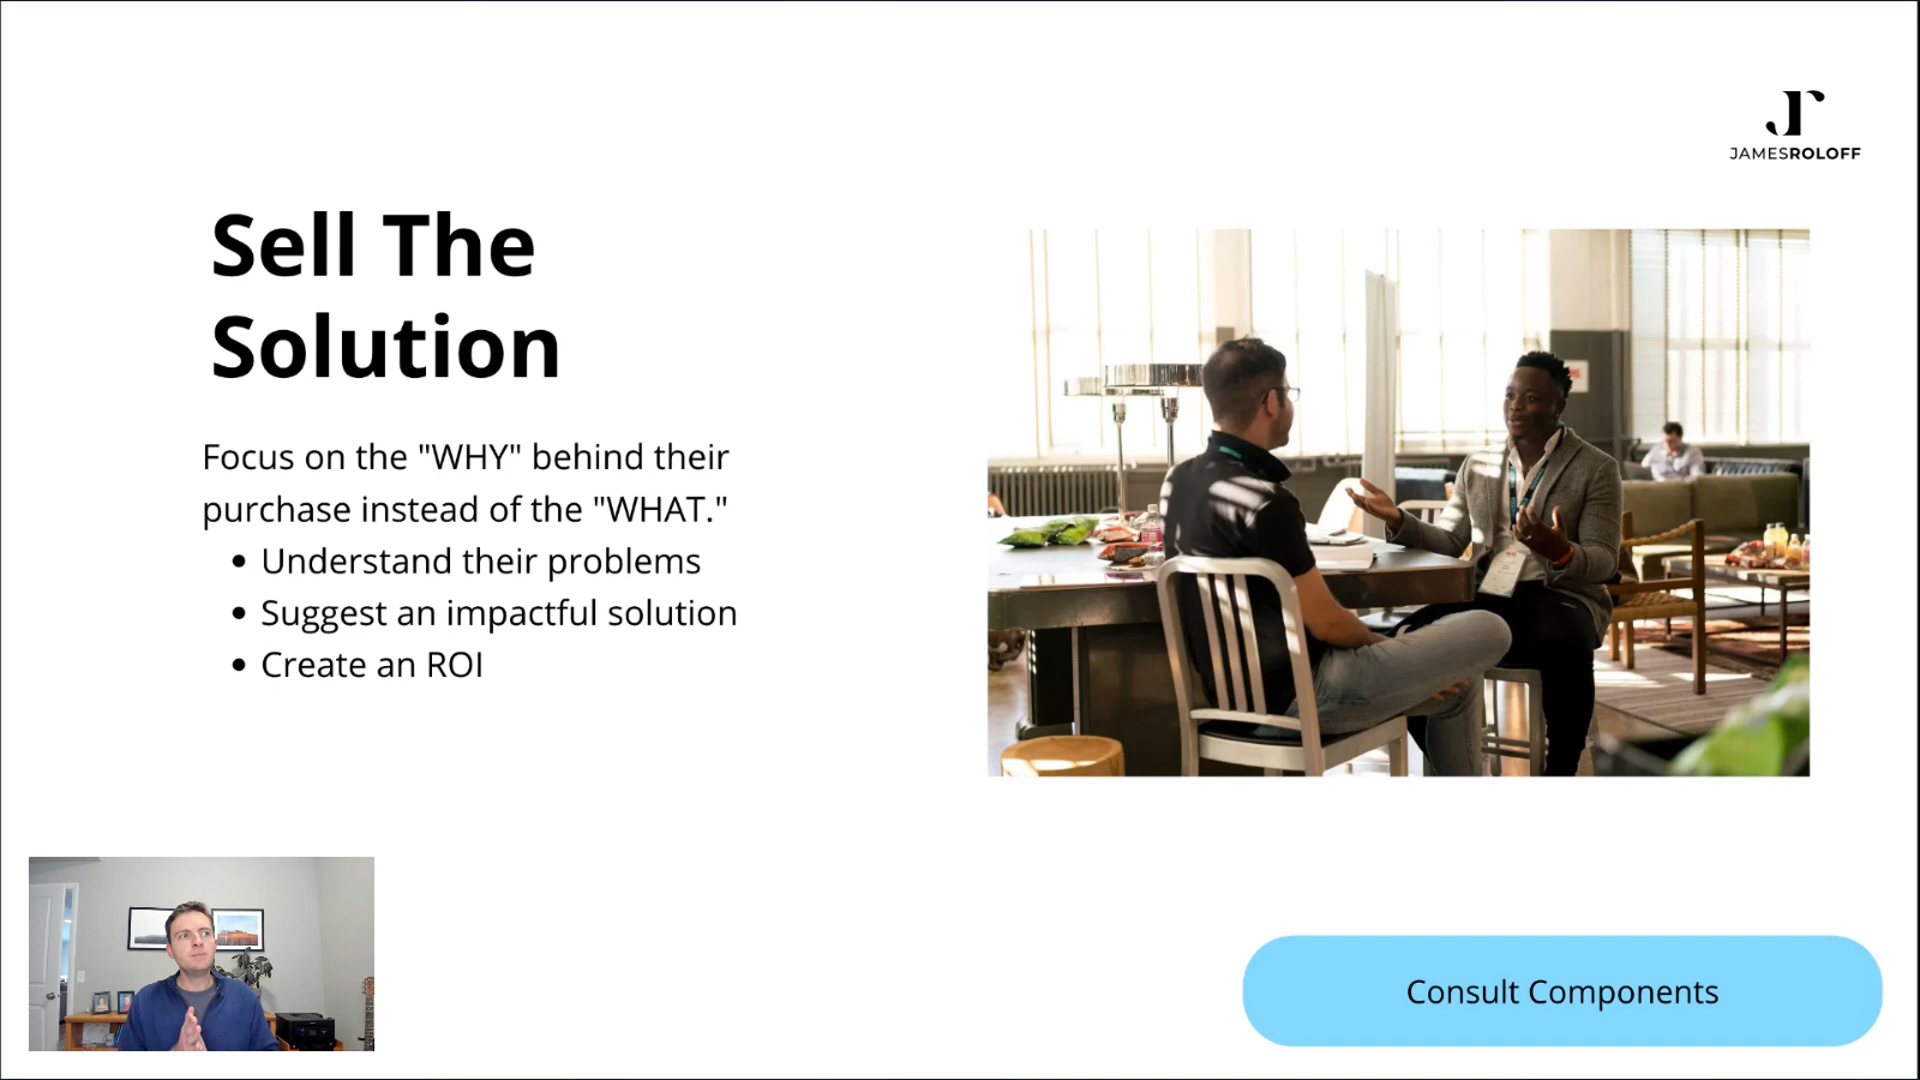 JAMESROLOFF
Sell The
Solution
Focus on the "WHY" behind their
purchase instead of the "WHAT."
• Understand their problems
• Suggest an impactful solution
• Create an ROI
Consult Components